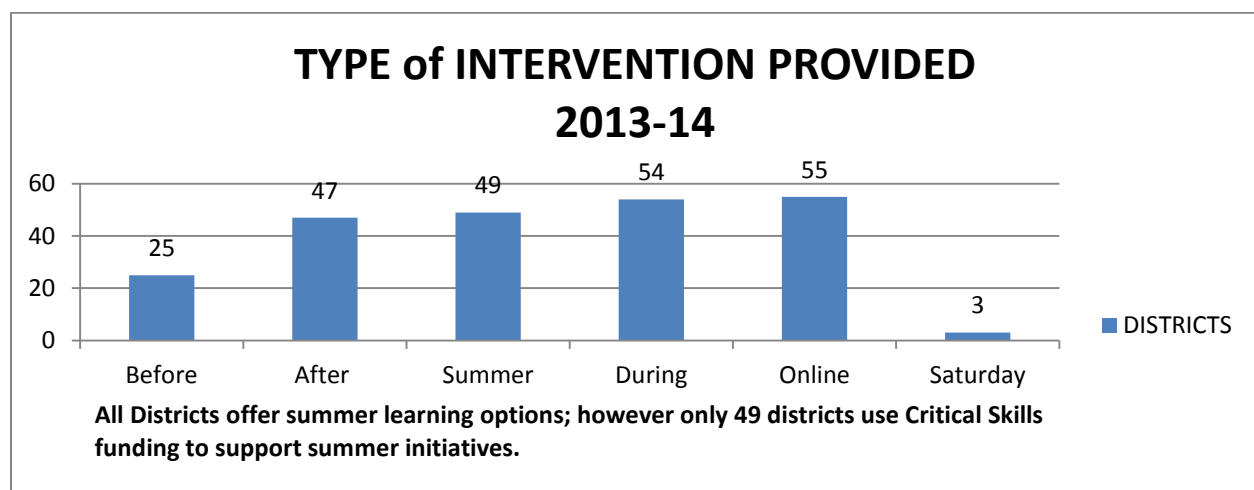 TYPE of INTERVENTION PROVIDED
2013-14
60
40
20
0
25
47
49
54
55
3
Before
After
Summer
During
Online
Saturday
DISTRICTS
All Districts offer summer learning options; however only 49 districts use Critical Skills
funding to support summer initiatives.